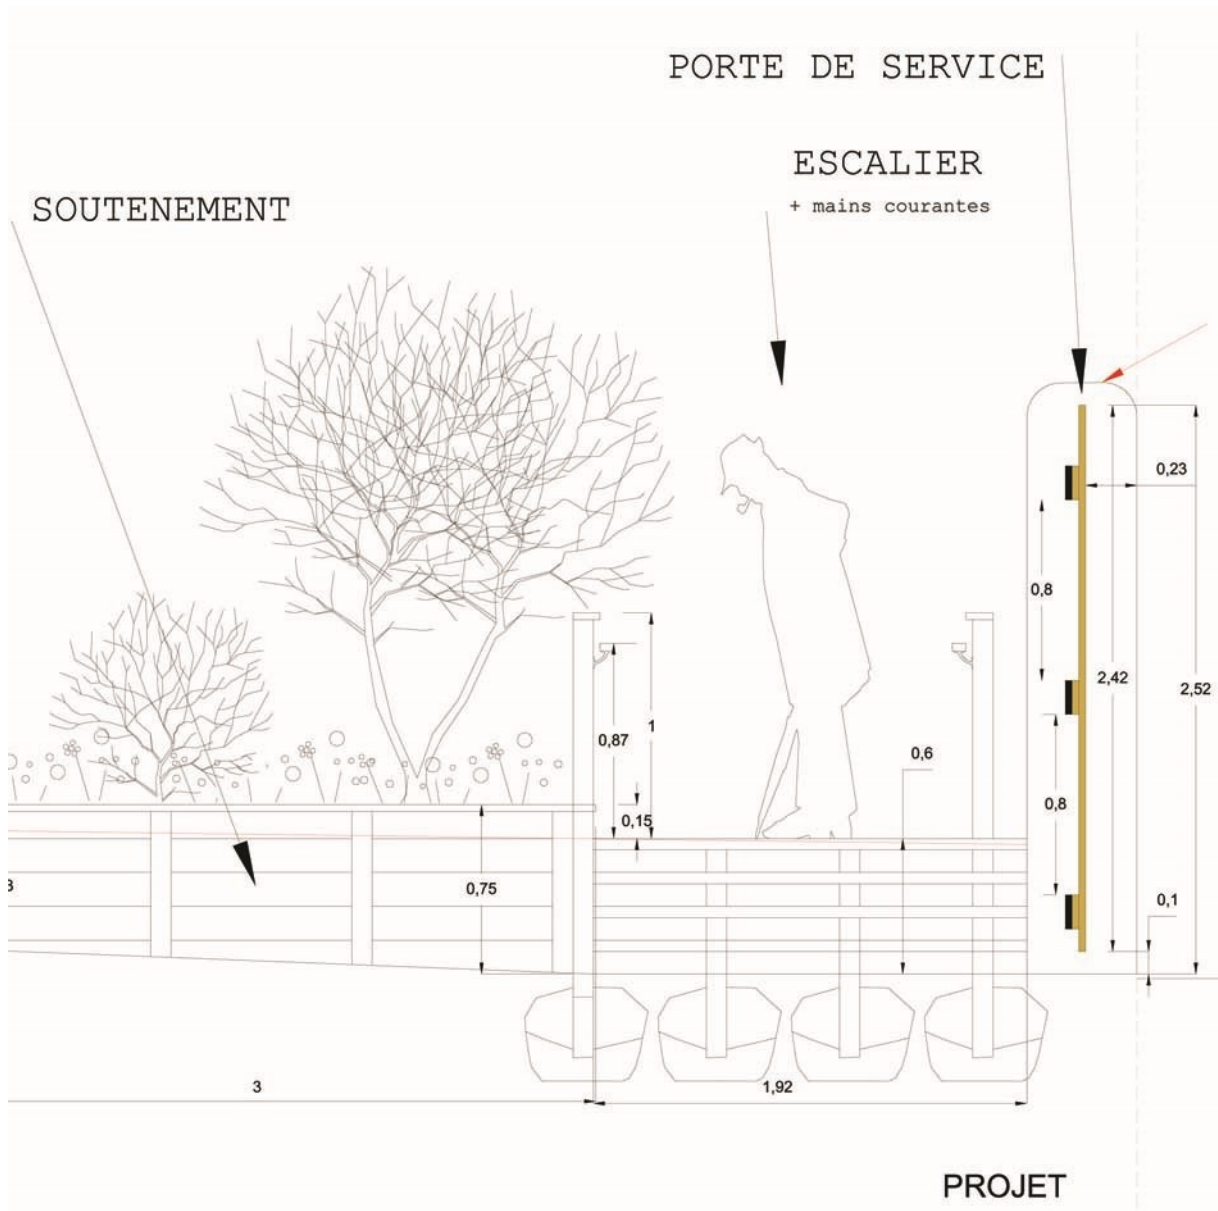 PORTE DE SERVICE
ESCALIER
+ mains courantes
SOUTENEMENT
0,23
0,8
2,42
2,52
0,87
1
0,6
0,15
0,8
3
0,75
0,1
3
1,92
PROJET